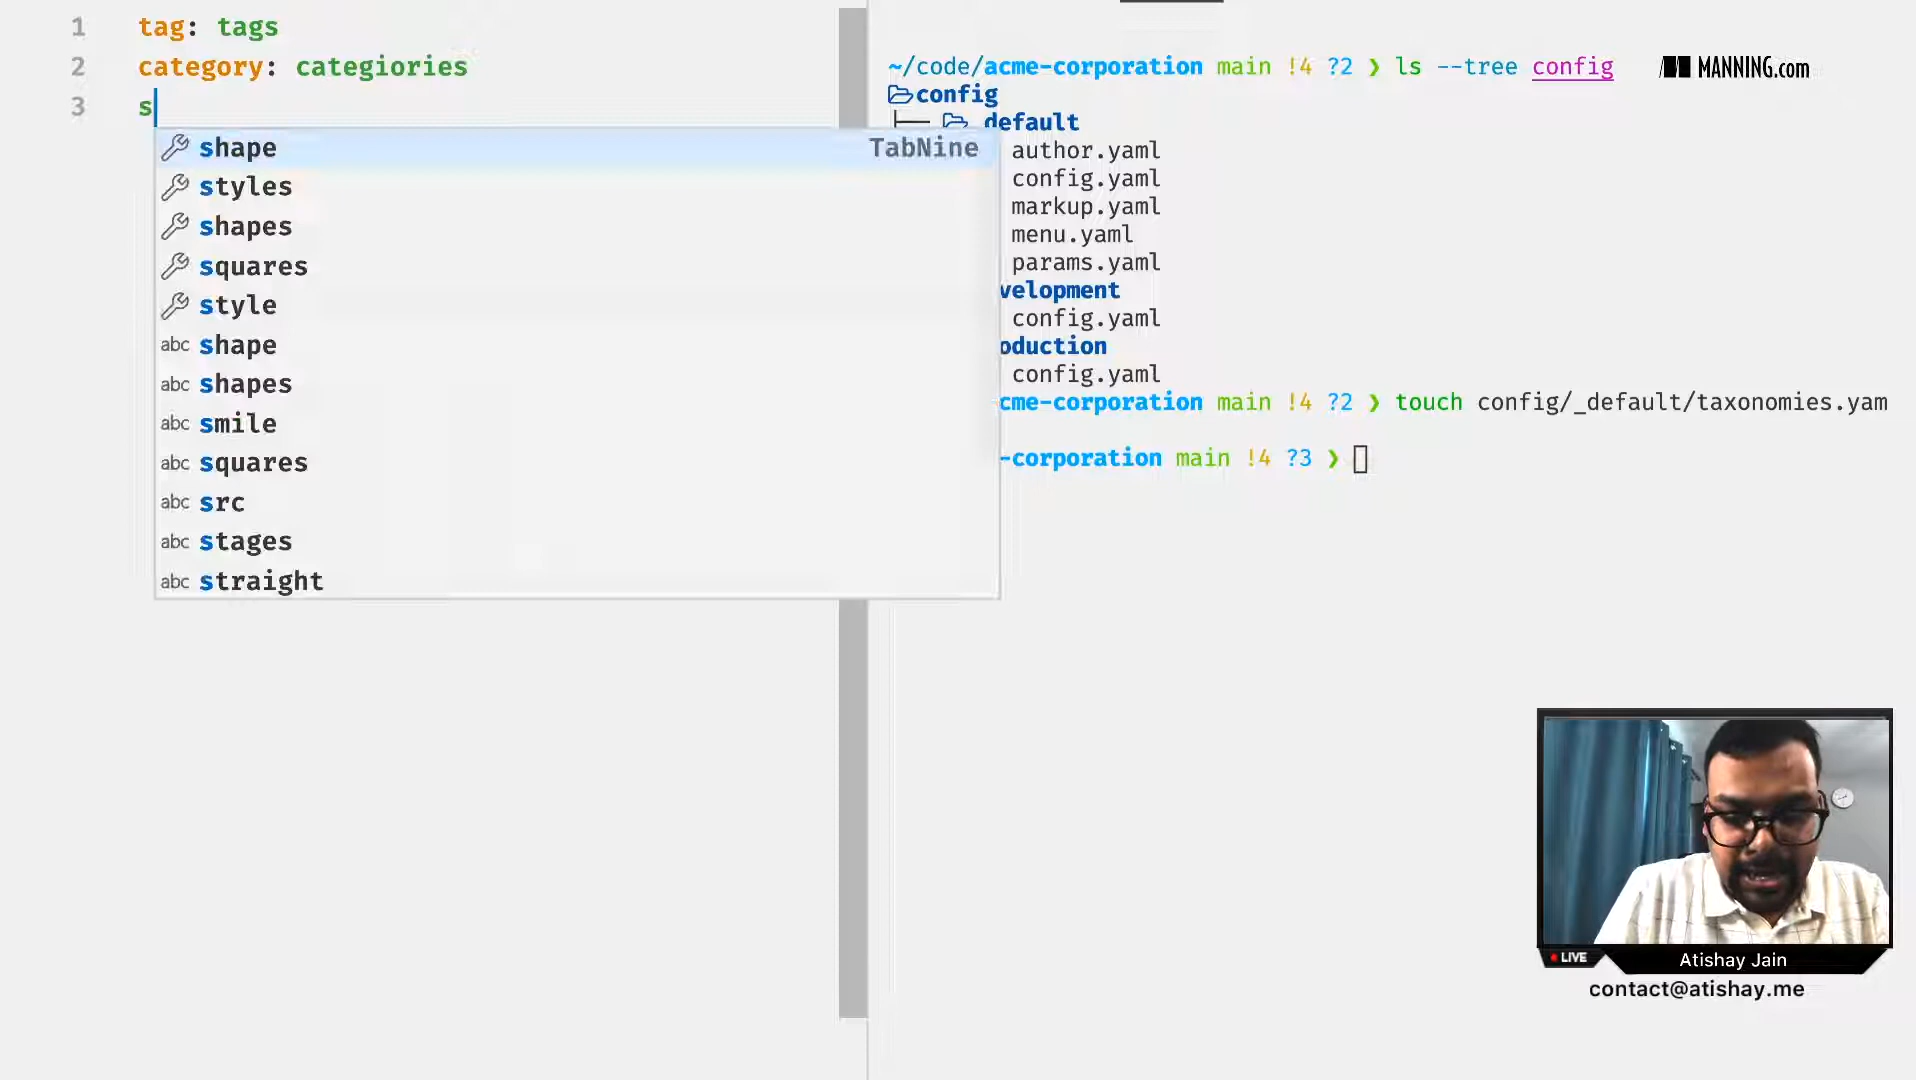 1 tag: tags
2 category: categiories
3 s
shape TabNine
styles
shapes
squares
style
abc shape
abc shapes
abc smile
abc squares
abc src
abc stages
abc straight
~/code/acme-corporation main !4 ?2 ❯ ls --tree config
MANNING.com
config
default
author.yaml
config.yaml
markup.yaml
menu.yaml
params.yaml
velopment
config.yaml
oduction
config.yaml
cme-corporation main !4 ?2 ❯ touch config/_default/taxonomies.yam
-corporation main !4 ?3 ❯
LIVE
Atishay Jain
contact@atishay.me